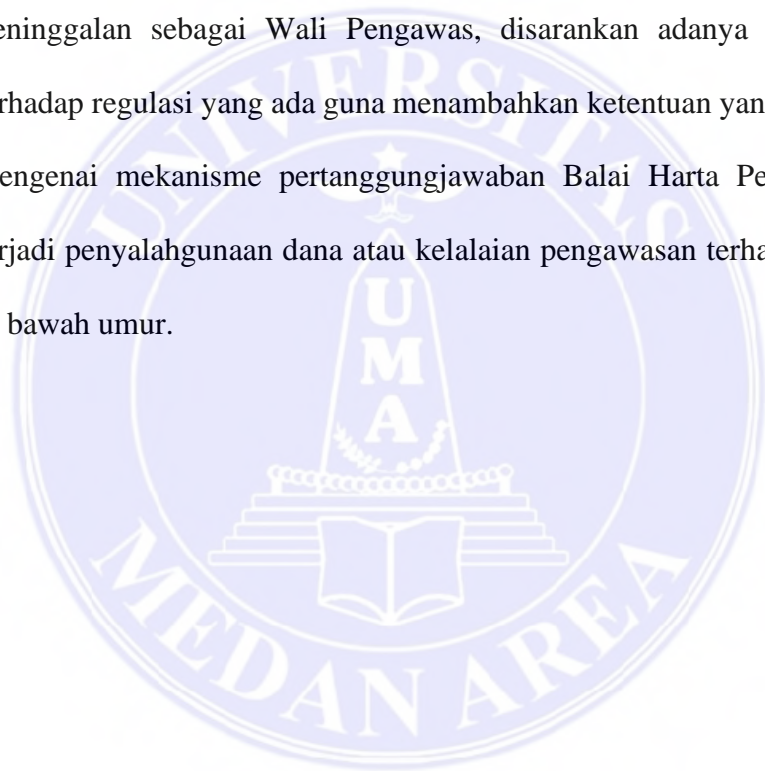 eninggalan sebagai Wali Pengawas, disarankan adanya
rhadap regulasi yang ada guna menambahkan ketentuan yan
engenai mekanisme pertanggungjawaban Balai Harta Pe
rjadi penyalahgunaan dana atau kelalaian pengawasan terha
bawah umur.
UNIVERSITAS
UMA
MEDAN AREA